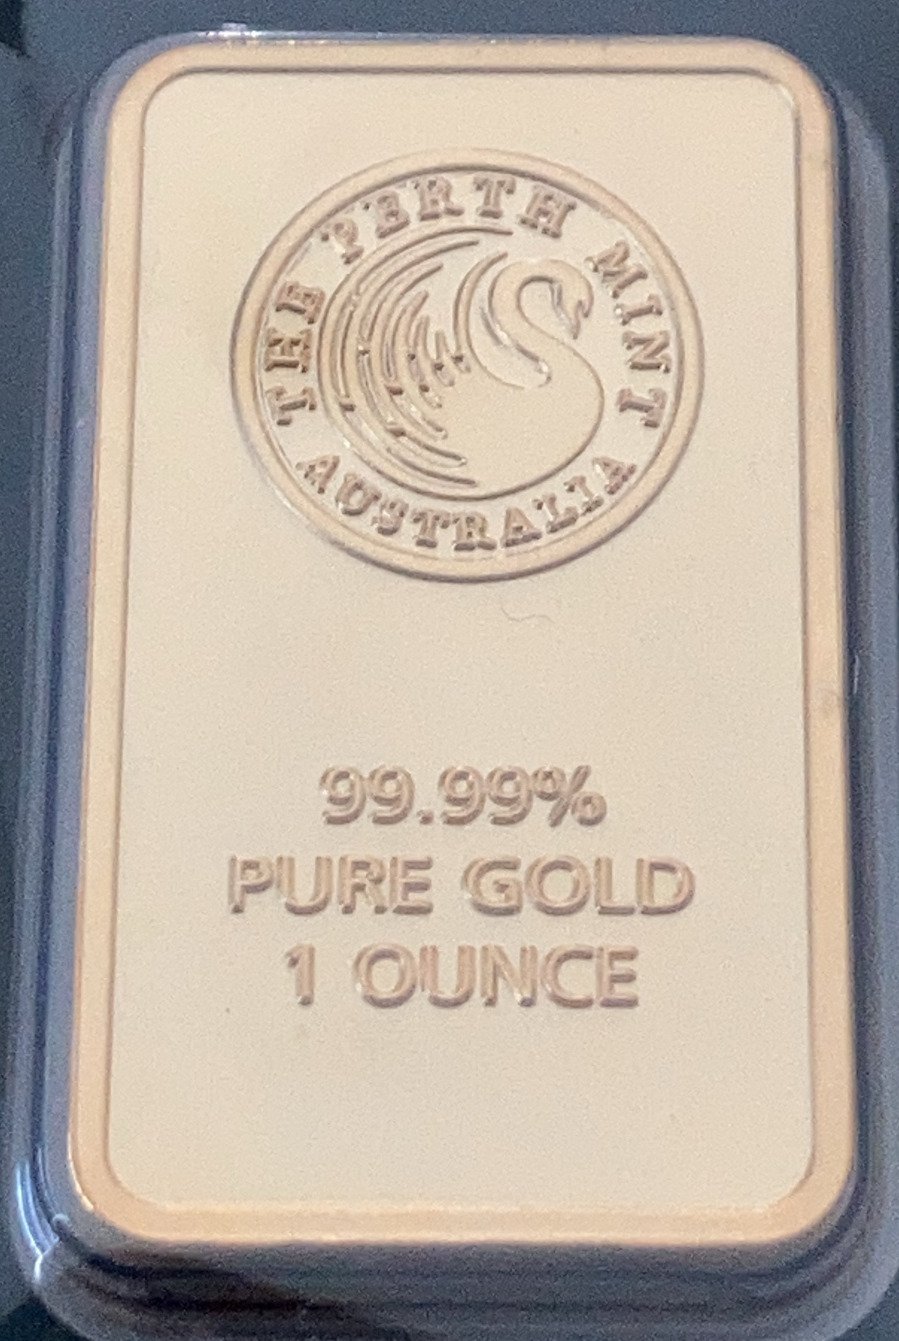 THE PERTH MINT
AUSTRALIA
99.99%
PURE GOLD
1 OUNCE